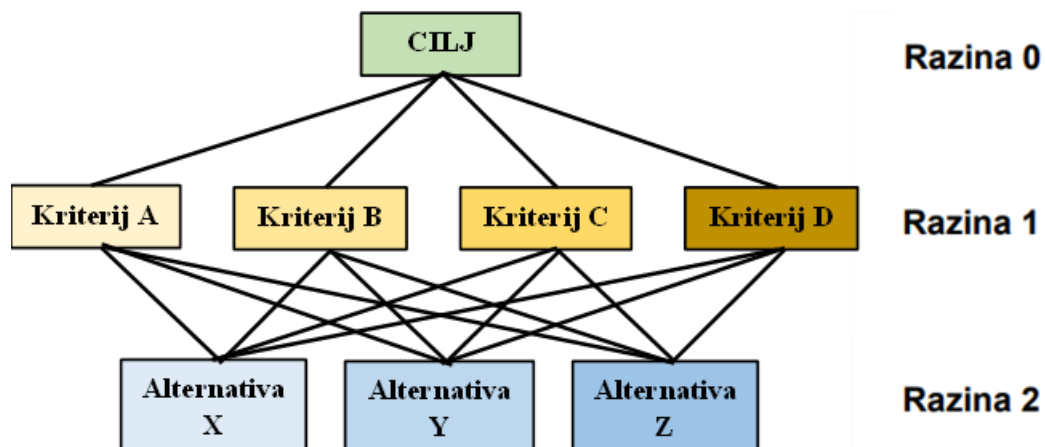 CILJ
Razina 0
Kriterij A
Kriterij B
Kriterij C
Kriterij D
Razina 1
Alternativa
X
Alternativa
Y
Alternativa
Z
Razina 2